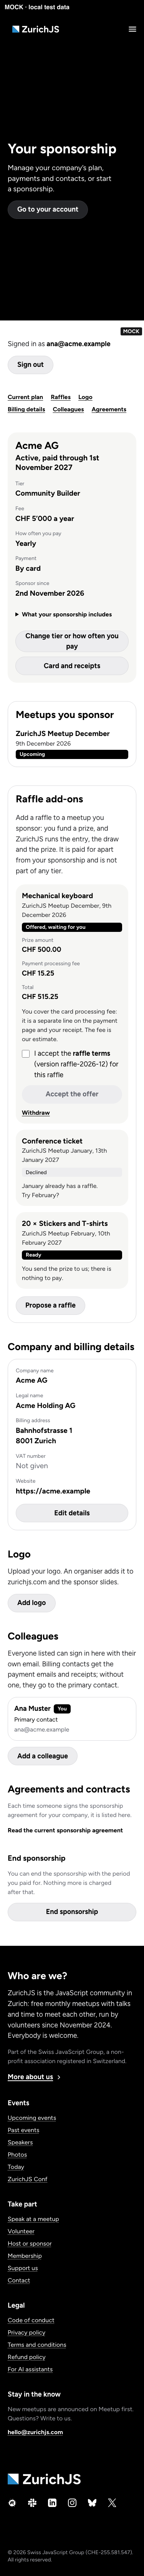 MOCK · local test data
ZurichJS
Your sponsorship
Manage your company's plan,
payments and contacts, or start
a sponsorship.
Go to your account
MOCK
Signed in as ana@acme.example
Sign out
Current plan Raffles Logo
Billing details Colleagues Agreements
Acme AG
Active, paid through 1st
November 2027
Tier
Community Builder
Fee
CHF 5'000 a year
How often you pay
Yearly
Payment
By card
Sponsor since
2nd November 2026
What your sponsorship includes
Change tier or how often you
pay
Card and receipts
Meetups you sponsor
ZurichJS Meetup December
9th December 2026
Upcoming
Raffle add-ons
Add a raffle to a meetup you
sponsor: you fund a prize, and
ZurichJS runs the entry, the draw
and the prize. It is paid for apart
from your sponsorship and is not
part of any tier.
Mechanical keyboard
ZurichJS Meetup December, 9th
December 2026
Offered, waiting for you
Prize amount
CHF 500.00
Payment processing fee
CHF 15.25
Total
CHF 515.25
You cover the card processing fee:
it is a separate line on the payment
page and your receipt. The fee is
our estimate.
I accept the raffle terms
(version raffle-2026-12) for
this raffle
Accept the offer
Withdraw
Conference ticket
ZurichJS Meetup January, 13th
January 2027
Declined
January already has a raffle.
Try February?
20 × Stickers and T-shirts
ZurichJS Meetup February, 10th
February 2027
Ready
You send the prize to us; there is
nothing to pay.
Propose a raffle
Company and billing details
Company name
Acme AG
Legal name
Acme Holding AG
Billing address
Bahnhofstrasse 1
8001 Zurich
VAT number
Not given
Website
https://acme.example
Edit details
Logo
Upload your logo. An organiser adds it to
zurichjs.com and the sponsor slides.
Add logo
Colleagues
Everyone listed can sign in here with their
own email. Billing contacts get the
payment emails and receipts; without
one, they go to the primary contact.
Ana Muster You
Primary contact
ana@acme.example
Add a colleague
Agreements and contracts
Each time someone signs the sponsorship
agreement for your company, it is listed here.
Read the current sponsorship agreement
End sponsorship
You can end the sponsorship with the period
you paid for. Nothing more is charged
after that.
End sponsorship
Who are we?
ZurichJS is the JavaScript community in
Zurich: free monthly meetups with talks
and time to meet each other, run by
volunteers since November 2024.
Everybody is welcome.
Part of the Swiss JavaScript Group, a non-
profit association registered in Switzerland.
More about us
Events
Upcoming events
Past events
Speakers
Photos
Today
ZurichJS Conf
Take part
Speak at a meetup
Volunteer
Host or sponsor
Membership
Support us
Contact
Legal
Code of conduct
Privacy policy
Terms and conditions
Refund policy
For AI assistants
Stay in the know
New meetups are announced on Meetup first.
Questions? Write to us.
hello@zurichjs.com
ZurichJS
© 2026 Swiss JavaScript Group (CHE-255.581.547).
All rights reserved.